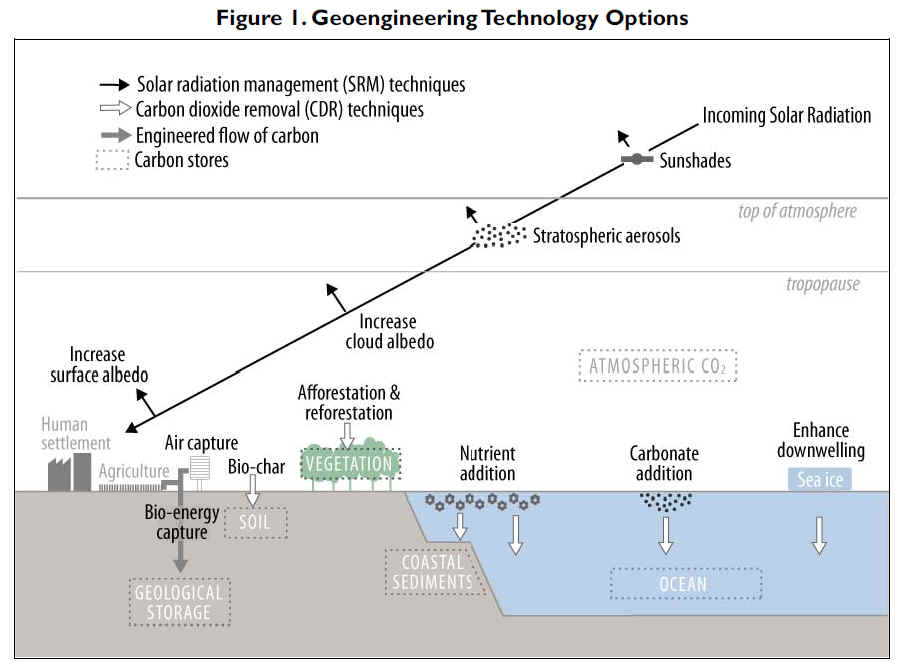 Figure 1. Geoengineering Technology Options
Solar radiation management (SRM) techniques
Carbon dioxide removal (CDR) techniques
Engineered flow of carbon
Carbon stores
Incoming Solar Radiation
Sunshades
top of atmosphere
Stratospheric aerosols
tropopause
Increase
cloud albedo
Increase
surface albedo
ATMOSPHERIC CO₂
Afforestation &
reforestation
Human
settlement
Agriculture
Air capture
Bio-char
VEGETATION
Nutrient
addition
Carbonate
addition
Enhance
downwelling
Sea ice
Bio-energy
capture
SOIL
GEOLOGICAL
STORAGE
COASTAL
SEDIMENTS
OCEAN